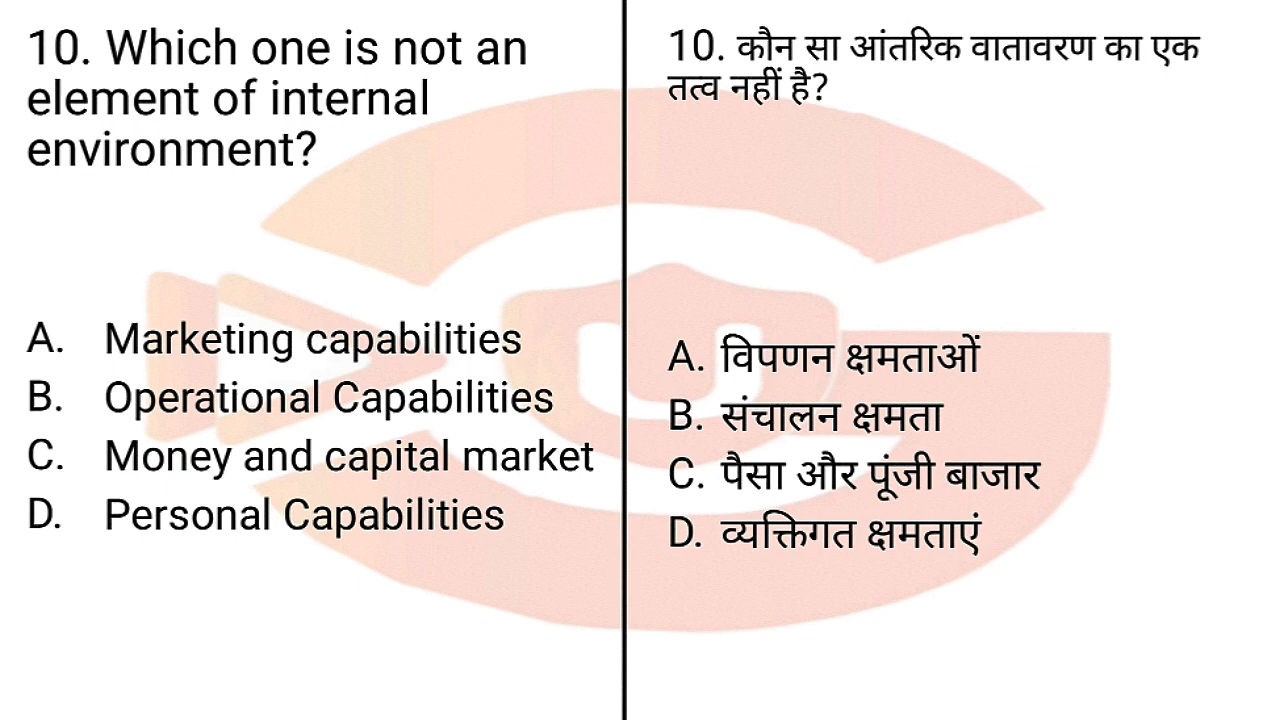 10. Which one is not an
element of internal
environment?
A. Marketing capabilities
B. Operational Capabilities
C. Money and capital market
D. Personal Capabilities
10. कौन सा आंतरिक वातावरण का एक
तत्व नहीं है?
A. विपणन क्षमताओं
B. संचालन क्षमता
C. पैसा और पूंजी बाजार
D. व्यक्तिगत क्षमताएं